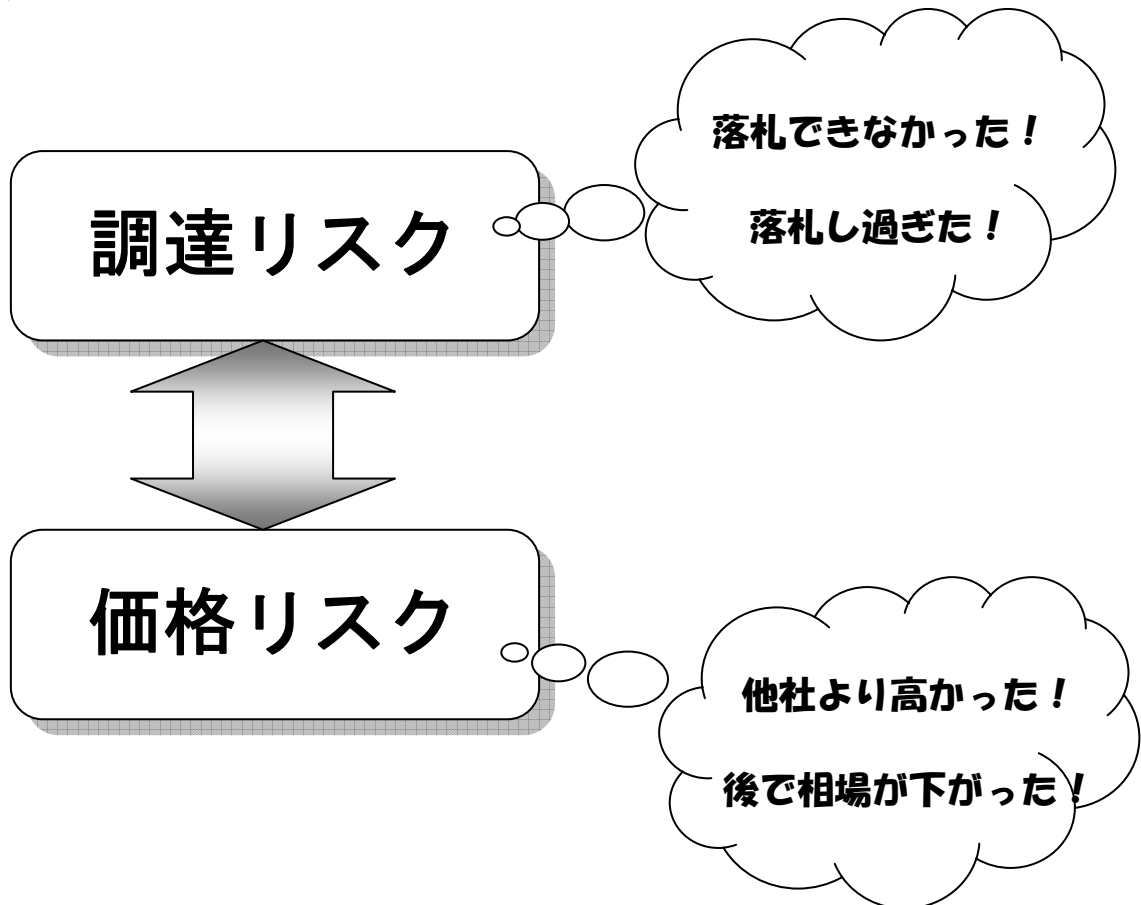 落札できなかった！
落札し過ぎた！
調達リスク
価格リスク
他社より高かった！
後で相場が下がった！